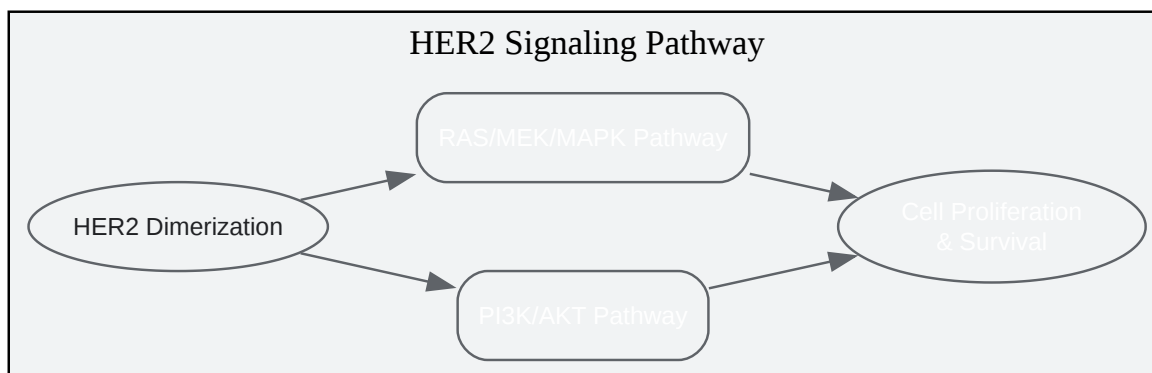 HER2 Signaling Pathway
RAS/MEK/MAPK Pathway
HER2 Dimerization
Cell Proliferation
& Survival
PI3K/AKT Pathway